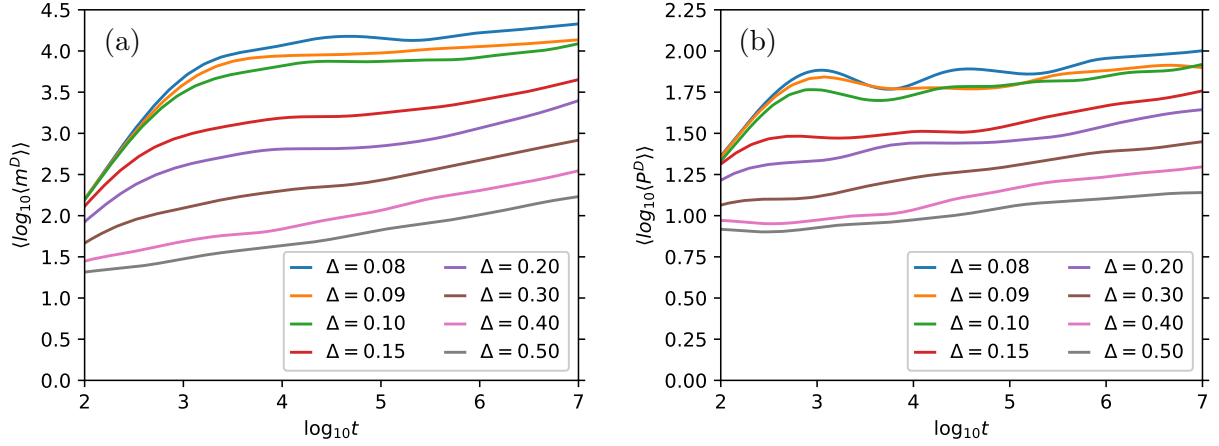 (a)
⟨log₁₀⟨m^D⟩⟩
4.5
4.0
3.5
3.0
2.5
2.0
1.5
1.0
0.5
0.0
Δ = 0.08
Δ = 0.09
Δ = 0.10
Δ = 0.15
Δ = 0.20
Δ = 0.30
Δ = 0.40
Δ = 0.50
2 3 4 5 6 7
log₁₀t
(b)
⟨log₁₀⟨P^D⟩⟩
2.25
2.00
1.75
1.50
1.25
1.00
0.75
0.50
0.25
0.00
Δ = 0.08
Δ = 0.09
Δ = 0.10
Δ = 0.15
Δ = 0.20
Δ = 0.30
Δ = 0.40
Δ = 0.50
2 3 4 5 6 7
log₁₀t